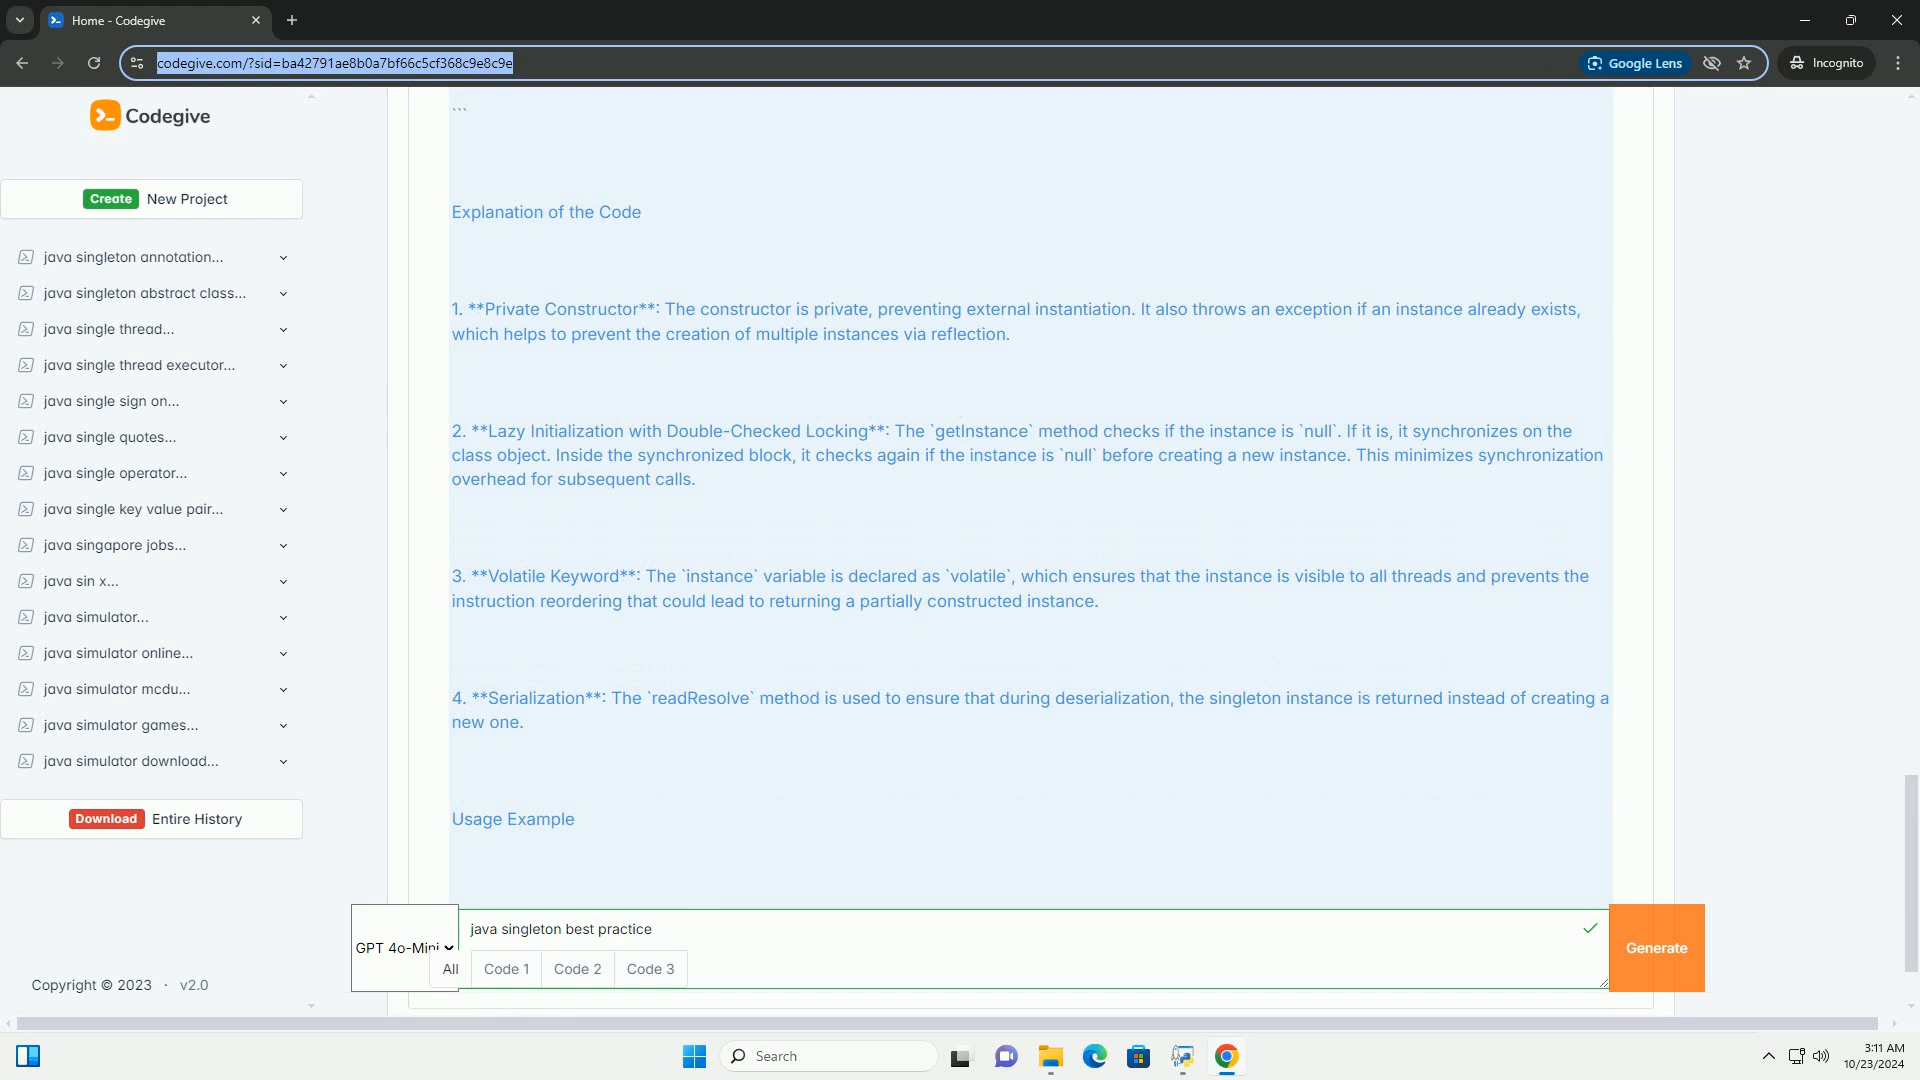 Home - Codegive
codegive.com/?sid=ba42791ae8b0a7bf66c5cf368c9e8c9e
Google Lens
Incognito
Codegive
Create New Project
java singleton annotation...
java singleton abstract class...
java single thread...
java single thread executor...
java single sign on...
java single quotes...
java single operator...
java single key value pair...
java singapore jobs...
java sin x...
java simulator...
java simulator online...
java simulator mcdu...
java simulator games...
java simulator download...
Download Entire History
Copyright © 2023 · v2.0
```
Explanation of the Code
1. **Private Constructor**: The constructor is private, preventing external instantiation. It also throws an exception if an instance already exists,
which helps to prevent the creation of multiple instances via reflection.
2. **Lazy Initialization with Double-Checked Locking**: The `getInstance` method checks if the instance is `null`. If it is, it synchronizes on the
class object. Inside the synchronized block, it checks again if the instance is `null` before creating a new instance. This minimizes synchronization
overhead for subsequent calls.
3. **Volatile Keyword**: The `instance` variable is declared as `volatile`, which ensures that the instance is visible to all threads and prevents the
instruction reordering that could lead to returning a partially constructed instance.
4. **Serialization**: The `readResolve` method is used to ensure that during deserialization, the singleton instance is returned instead of creating a
new one.
Usage Example
java singleton best practice
GPT 4o-Mini
Generate
All Code 1 Code 2 Code 3
Search
3:11 AM
10/23/2024